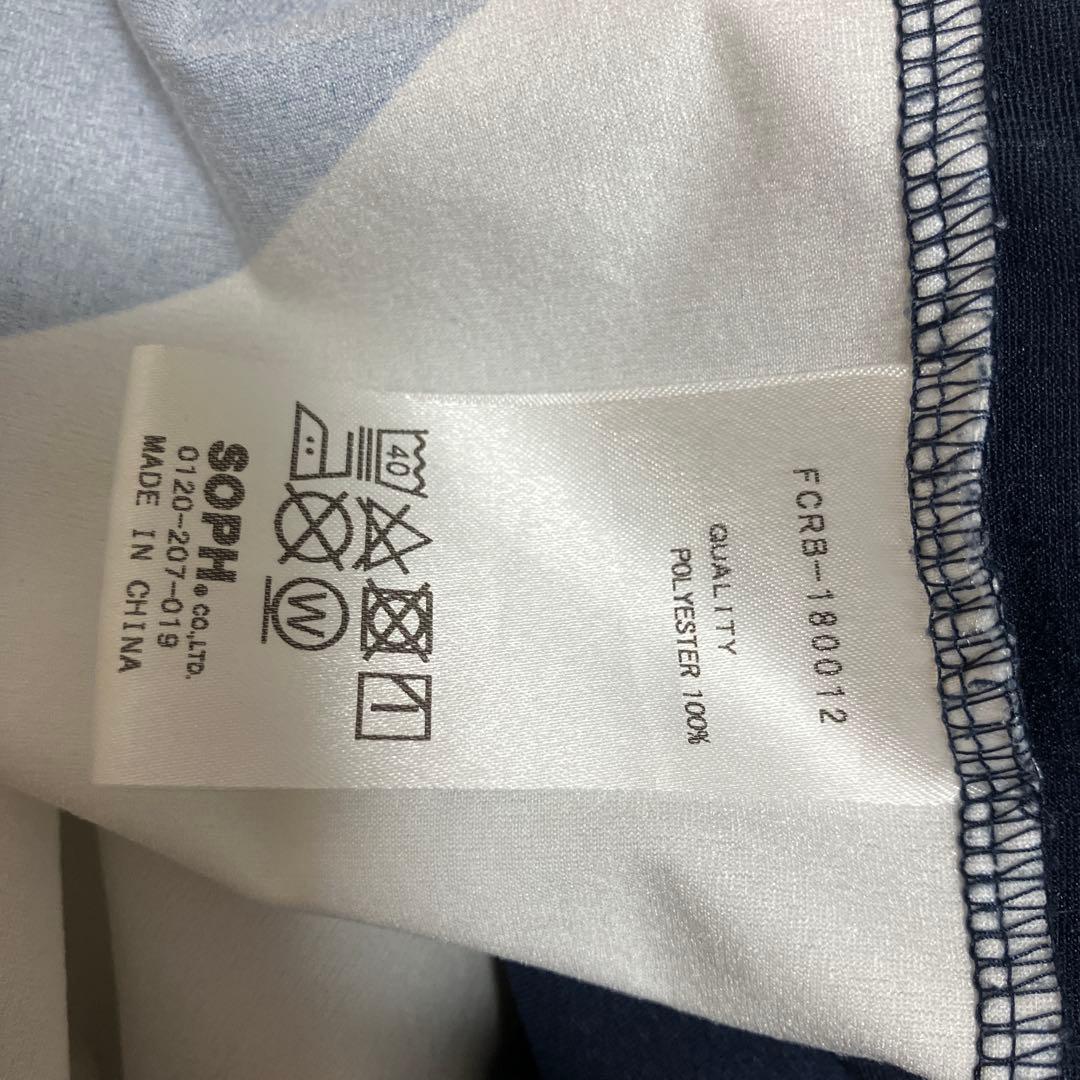 FCRB-180012
QUALITY
POLYESTER 100%
40
W
SOPH®CO.,LTD.
0120-207-019
MADE IN CHINA